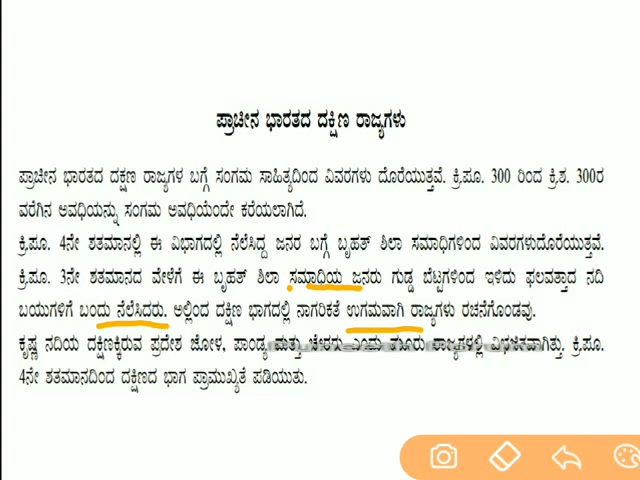 ಪ್ರಾಚೀನ ಭಾರತದ ದಕ್ಷಿಣ ರಾಜ್ಯಗಳು
ಪ್ರಾಚೀನ ಭಾರತದ ದಕ್ಷಣ ರಾಜ್ಯಗಳ ಬಗ್ಗೆ ಸಂಗಮ ಸಾಹಿತ್ಯದಿಂದ ವಿವರಗಳು ದೊರೆಯುತ್ತವೆ. ಕ್ರಿ.ಪೂ. 300 ರಿಂದ ಕ್ರಿ.ಶ. 300ರ
ವರೆಗಿನ ಅವಧಿಯನ್ನು ಸಂಗಮ ಅವಧಿಯೆಂದೇ ಕರೆಯಲಾಗಿದೆ.
ಕ್ರಿ.ಪೂ. 4ನೇ ಶತಮಾನಲ್ಲಿ ಈ ವಿಭಾಗದಲ್ಲಿ ನೆಲೆಸಿದ್ದ ಜನರ ಬಗ್ಗೆ ಬೃಹತ್ ಶಿಲಾ ಸಮಾಧಿಗಳಿಂದ ವಿವರಗಳುದೊರೆಯುತ್ತವೆ.
ಕ್ರಿ.ಪೂ. 3ನೇ ಶತಮಾನದ ವೇಳೆಗೆ ಈ ಬೃಹತ್ ಶಿಲಾ ಸಮಾಧಿಯ ಜನರು ಗುಡ್ಡ ಬೆಟ್ಟಗಳಿಂದ ಇಳಿದು ಫಲವತ್ತಾದ ನದಿ
ಬಯುಗಳಿಗೆ ಬಂದು ನೆಲೆಸಿದರು. ಅಲ್ಲಿಂದ ದಕ್ಷಿಣ ಭಾಗದಲ್ಲಿ ನಾಗರಿಕತೆ ಉಗಮವಾಗಿ ರಾಜ್ಯಗಳು ರಚನೆಗೊಂಡವು.
ಕೃಷ್ಣ ನದಿಯ ದಕ್ಷಿಣಕ್ಕಿರುವ ಪ್ರದೇಶ ಚೋಳ, ಪಾಂಡ್ಯ ಮತ್ತು ಚೇರರು ಎಂದು ಮೂರು ರಾಜ್ಯಗಳಲ್ಲಿ ವಿಭಜಿತವಾಗಿತ್ತು. ಕ್ರಿ.ಪೂ.
4ನೇ ಶತಮಾನದಿಂದ ದಕ್ಷಿಣದ ಭಾಗ ಪ್ರಾಮುಖ್ಯತೆ ಪಡೆಯಿತು.